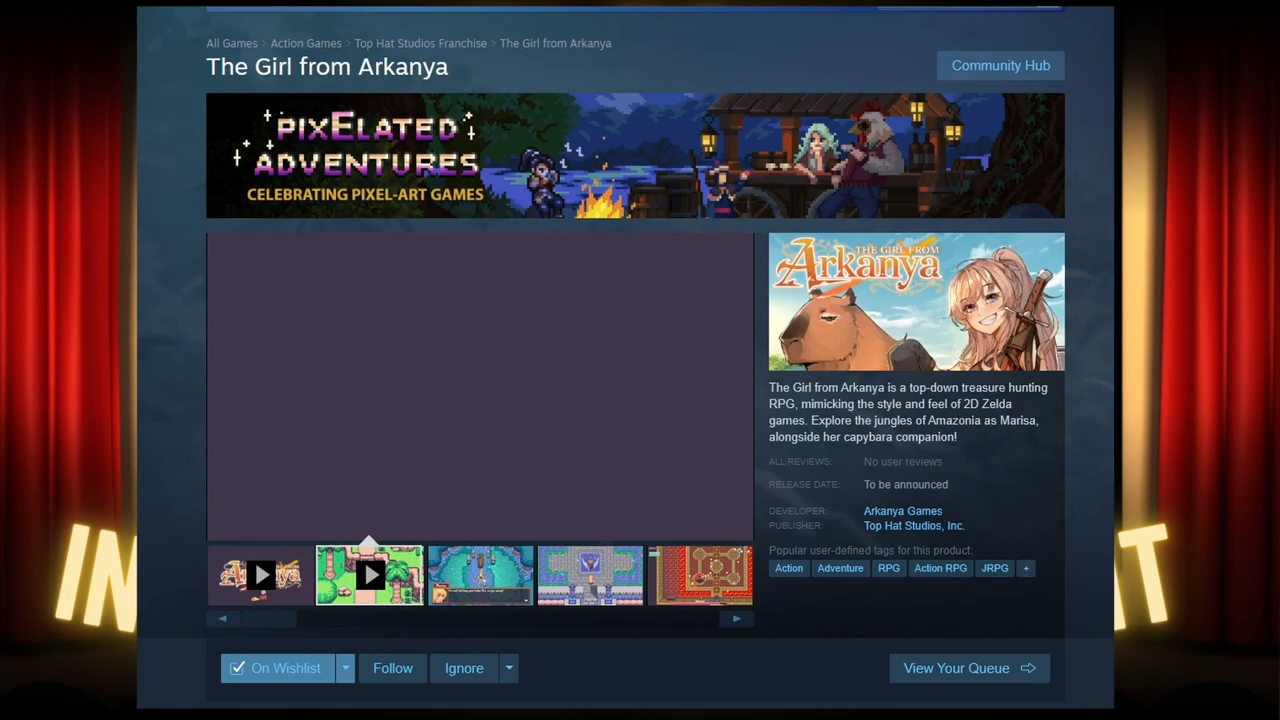 All Games > Action Games > Top Hat Studios Franchise > The Girl from Arkanya
The Girl from Arkanya
Community Hub
PIXELATED
ADVENTURES
CELEBRATING PIXEL-ART GAMES
THE GIRL FROM
Arkanya
The Girl from Arkanya is a top-down treasure hunting
RPG, mimicking the style and feel of 2D Zelda
games. Explore the jungles of Amazonia as Marisa,
alongside her capybara companion!
ALL REVIEWS: No user reviews
RELEASE DATE: To be announced
DEVELOPER: Arkanya Games
PUBLISHER: Top Hat Studios, Inc.
Popular user-defined tags for this product:
Action Adventure RPG Action RPG JRPG +
Arkanya
IN
T
On Wishlist
Follow
Ignore
View Your Queue